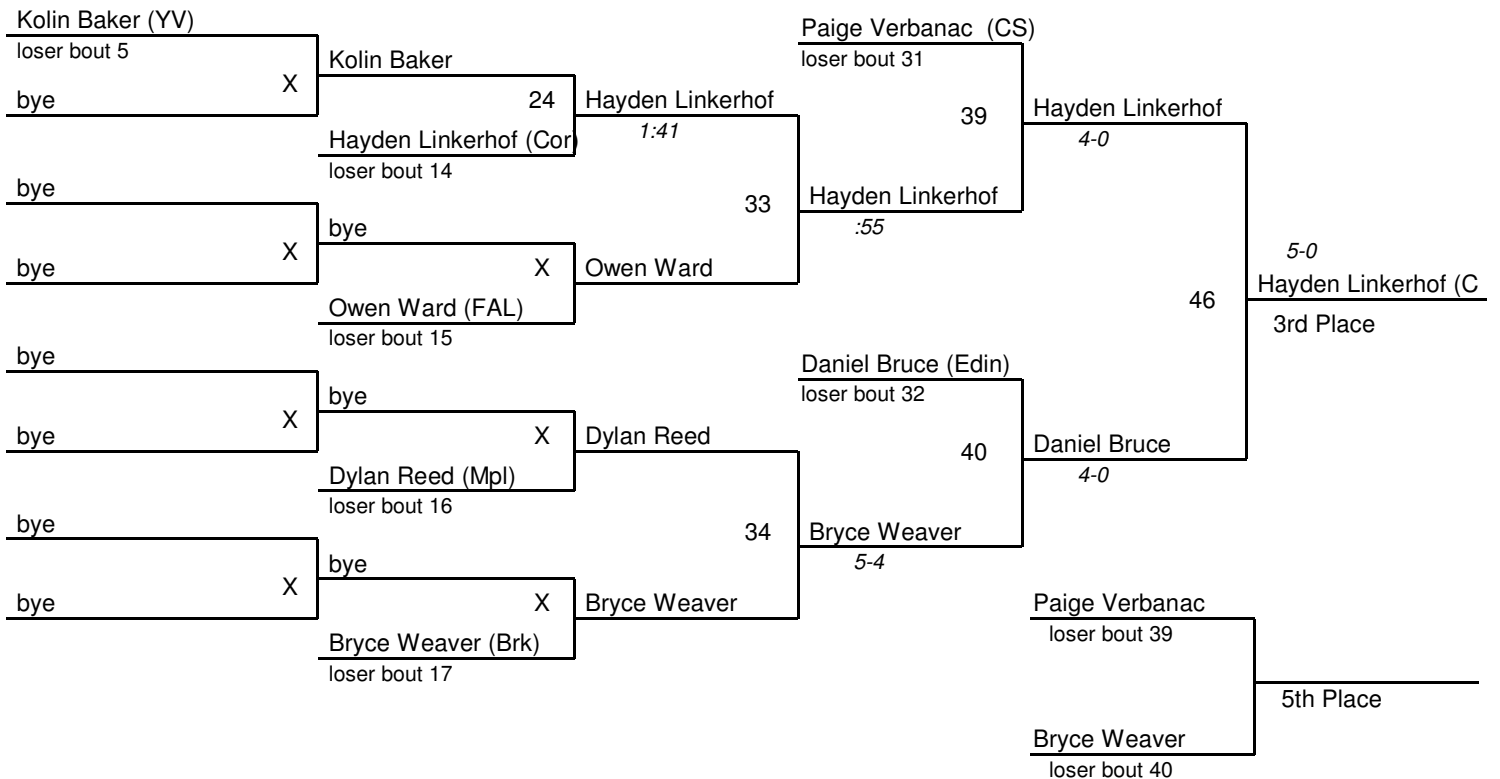 Kolin Baker (YV)
loser bout 5
X
bye
bye
X
bye
bye
X
bye
bye
X
bye
Kolin Baker
24
Hayden Linkerhof (Cor)
loser bout 14
bye
X
Owen Ward (FAL)
loser bout 15
bye
X
Dylan Reed (Mpl)
loser bout 16
bye
X
Bryce Weaver (Brk)
loser bout 17
Hayden Linkerhof
1:41
33
Owen Ward
Dylan Reed
34
Bryce Weaver
Paige Verbanac (CS)
loser bout 31
39
Hayden Linkerhof
:55
Daniel Bruce (Edin)
loser bout 32
40
Bryce Weaver
5-4
Hayden Linkerhof
4-0
46
Daniel Bruce
4-0
5-0
Hayden Linkerhof (C
3rd Place
Paige Verbanac
loser bout 39
5th Place
Bryce Weaver
loser bout 40